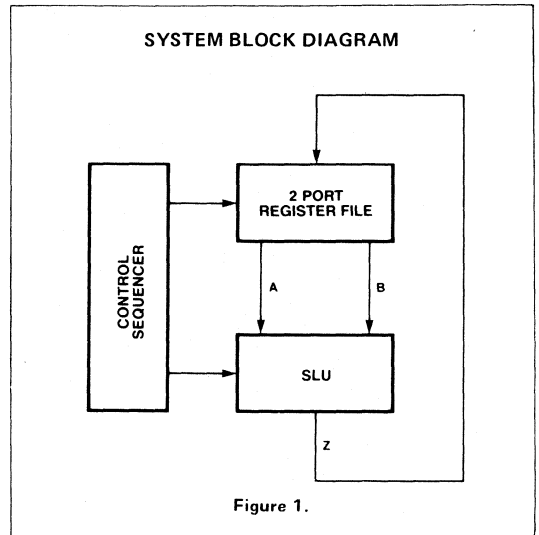 SYSTEM BLOCK DIAGRAM
2 PORT
REGISTER FILE
CONTROL
SEQUENCER
A
B
SLU
Z
Figure 1.